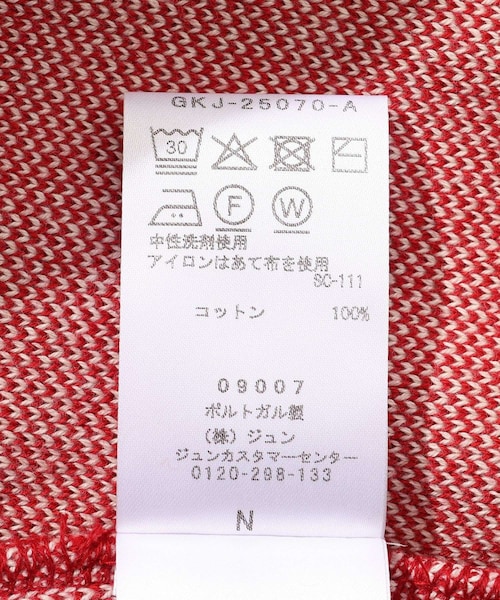 GKJ-25070-A
30
F W
中性洗剤使用
アイロンはあて布を使用
SC-111
コットン 100%
09007
ポルトガル製
(株) ジュン
ジュンカスタマーセンター
0120-298-133
N